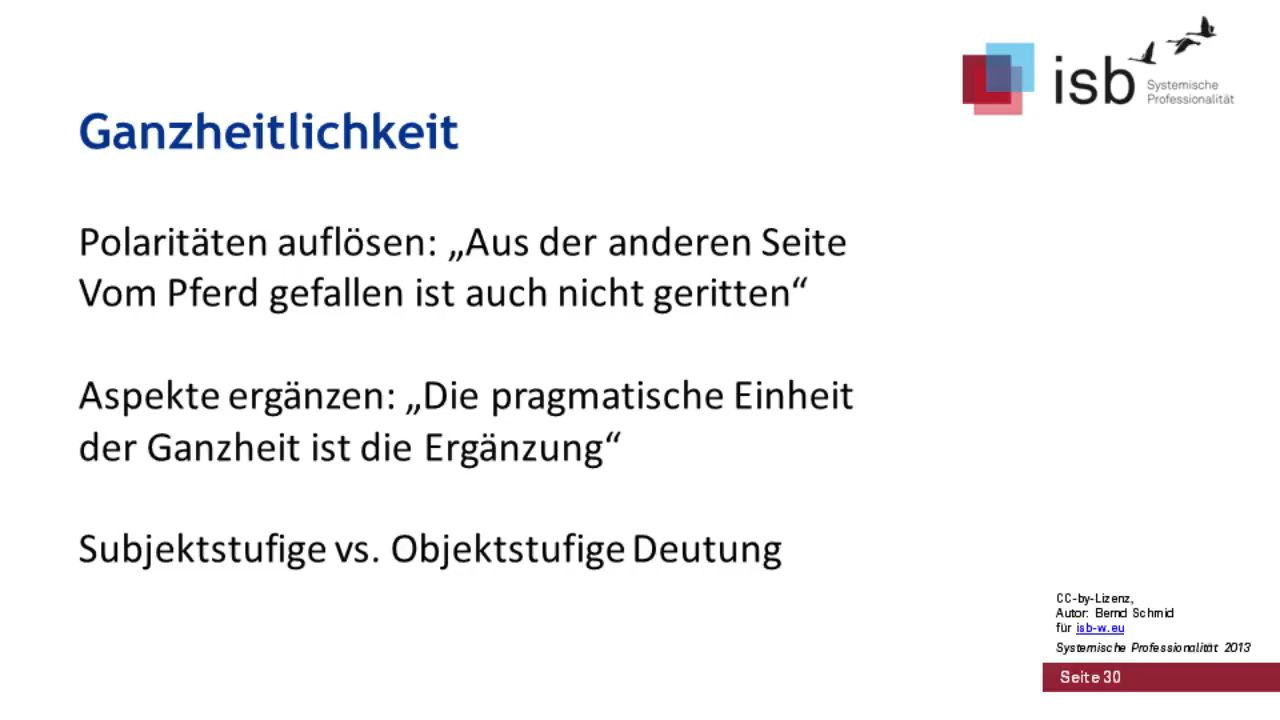 isb
Systemische
Professionalität
Ganzheitlichkeit
Polaritäten auflösen: „Aus der anderen Seite
Vom Pferd gefallen ist auch nicht geritten“
Aspekte ergänzen: „Die pragmatische Einheit
der Ganzheit ist die Ergänzung“
Subjektstufige vs. Objektstufige Deutung
CC-by-Lizenz,
Autor: Bernd Schmid
für isb-w.eu
Systemische Professionalität 2013
Seite 30